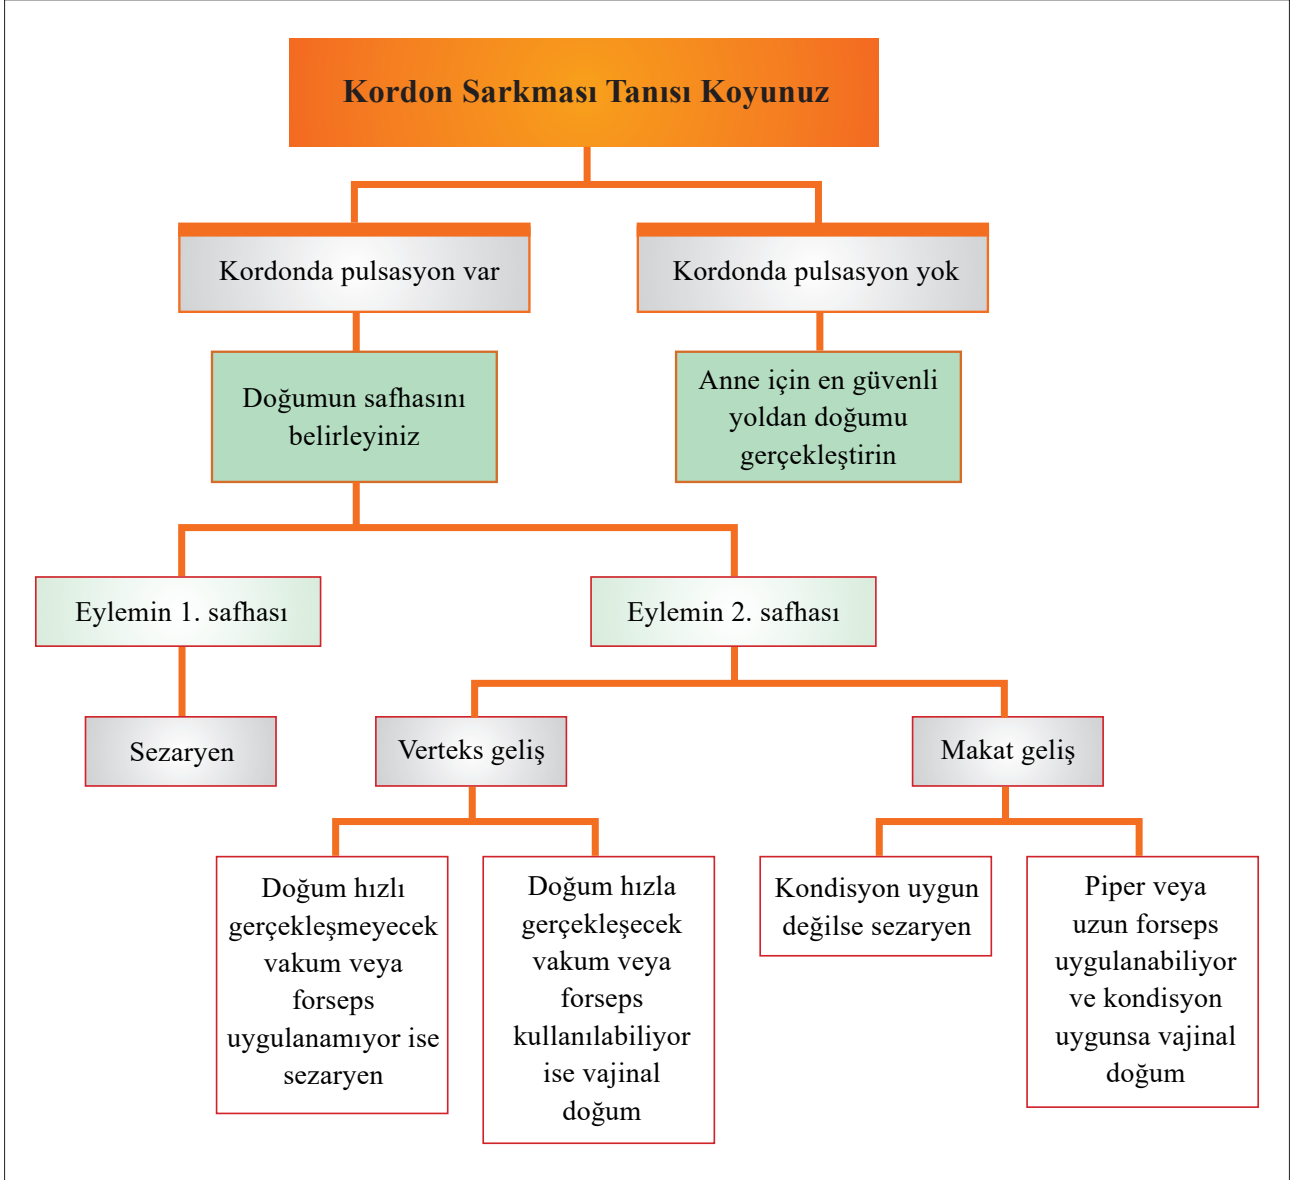 Kordon Sarkması Tanısı Koyunuz
Kordonda pulsasyon var
Kordonda pulsasyon yok
Doğumun safhasını
belirleyiniz
Anne için en güvenli
yoldan doğumu
gerçekleştirin
Eylemin 1. safhası
Eylemin 2. safhası
Sezaryen
Verteks geliş
Makat geliş
Doğum hızlı
gerçekleşmeyecek
vakum veya
forseps
uygulanamıyor ise
sezaryen
Doğum hızla
gerçekleşecek
vakum veya
forseps
kullanılabiliyor
ise vajinal
doğum
Kondisyon uygun
değilse sezaryen
Piper veya
uzun forseps
uygulanabiliyor
ve kondisyon
uygunsa vajinal
doğum